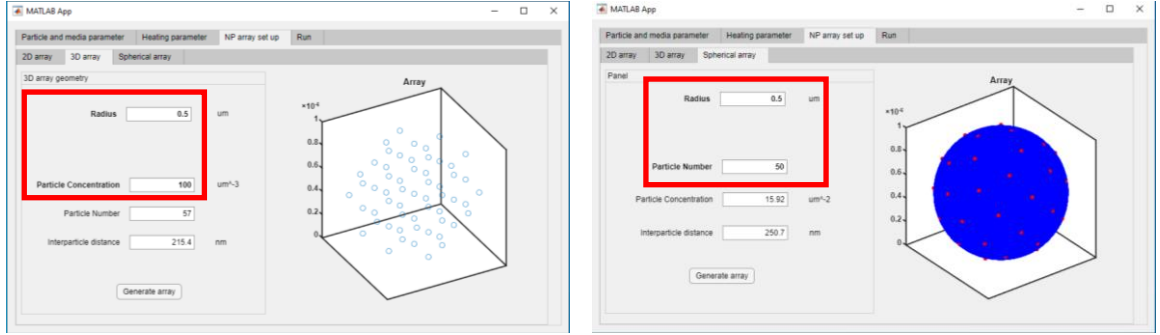 MATLAB App
Particle and media parameter Heating parameter NP array set up Run
2D array 3D array Spherical array
3D array geometry
Radius 0.5 um
Particle Concentration 100 um^-3
Particle Number 57
Interparticle distance 215.4 nm
Generate array
Array
×10⁻⁶
1
0.8
0.6
0.4
0.2
0
MATLAB App
Particle and media parameter Heating parameter NP array set up Run
2D array 3D array Spherical array
Panel
Radius 0.5 um
Particle Number 50
Particle Concentration 15.92 um^-2
Interparticle distance 250.7 nm
Generate array
Array
×10⁻⁶
1
0.8
0.6
0.4
0.2
0